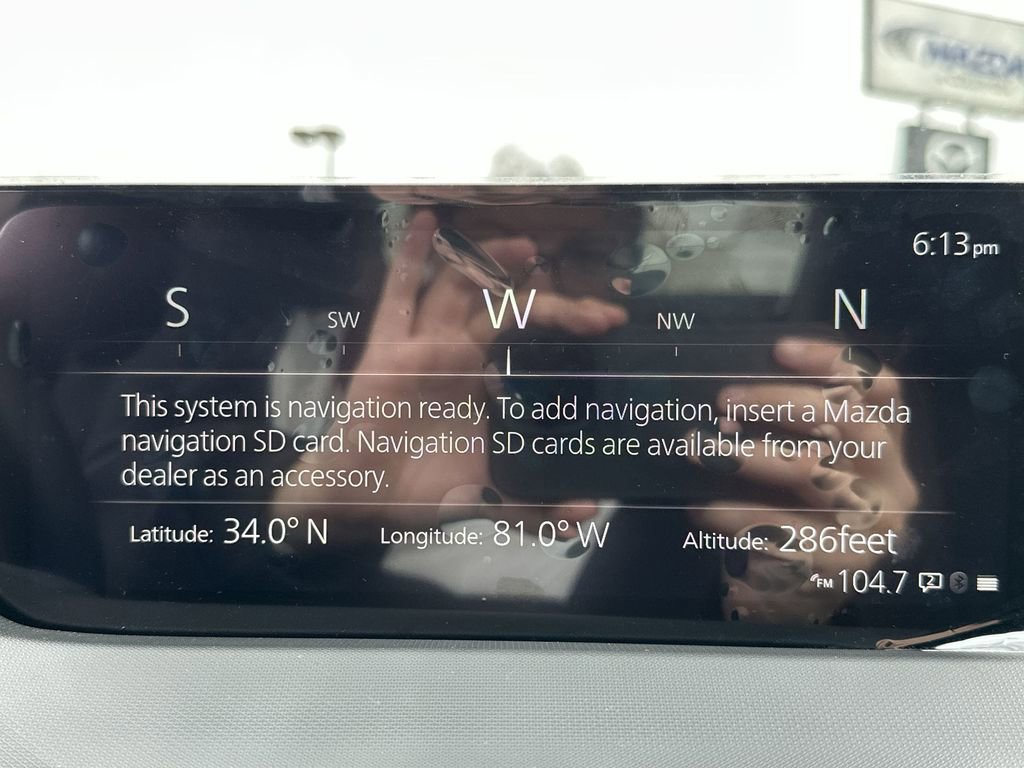 MAZDA
6:13pm
S SW W NW N
This system is navigation ready. To add navigation, insert a Mazda
navigation SD card. Navigation SD cards are available from your
dealer as an accessory.
Latitude: 34.0° N Longitude: 81.0° W Altitude: 286feet
FM 104.7 2